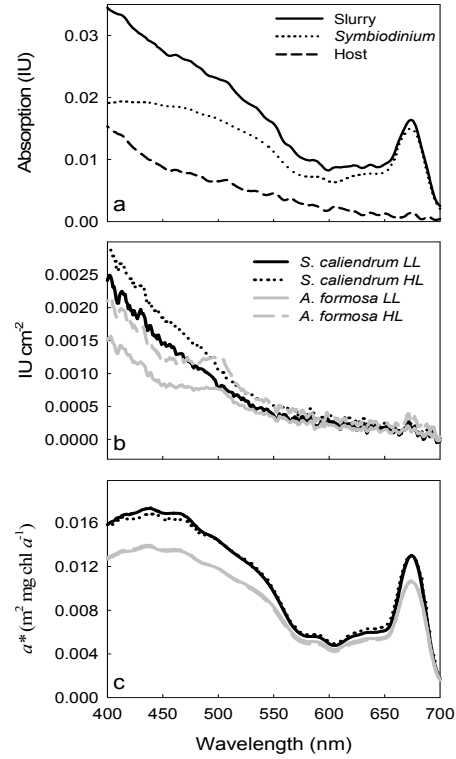 0.03
0.02
0.01
0.00
Absorption (IU)
Slurry
Symbiodinium
Host
a
0.0025
0.0020
0.0015
0.0010
0.0005
0.0000
IU cm-2
S. caliendrum LL
S. caliendrum HL
A. formosa LL
A. formosa HL
b
0.016
0.012
0.008
0.004
0.000
a* (m2 mg chl a-1)
c
400 450 500 550 600 650 700
Wavelength (nm)